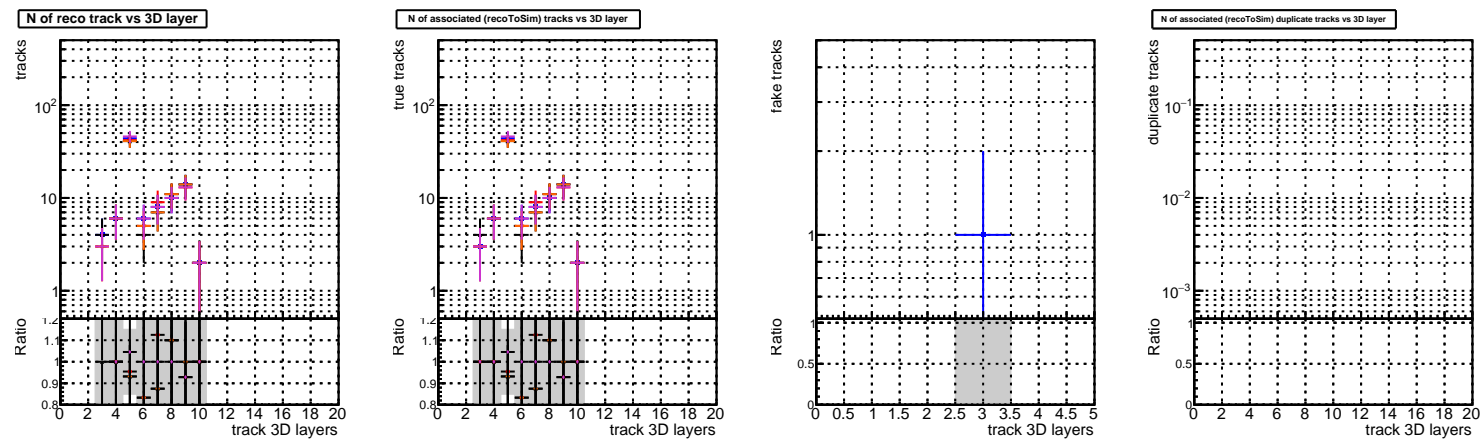 N of reco track vs 3D layer
tracks
10²
10
1
Ratio
1.2
1.1
1
0.9
0.8
0 2 4 6 8 10 12 14 16 18 20
track 3D layers
N of associated (recoToSim) tracks vs 3D layer
true tracks
10²
10
1
Ratio
1.2
1.1
1
0.9
0.8
0 2 4 6 8 10 12 14 16 18 20
track 3D layers
fake tracks
1
Ratio
1
0.5
0
0 0.5 1 1.5 2 2.5 3 3.5 4 4.5 5
track 3D layers
N of associated (recoToSim) duplicate tracks vs 3D layer
duplicate tracks
10⁻¹
10⁻²
10⁻³
Ratio
1
0.5
0
0 2 4 6 8 10 12 14 16 18 20
track 3D layers